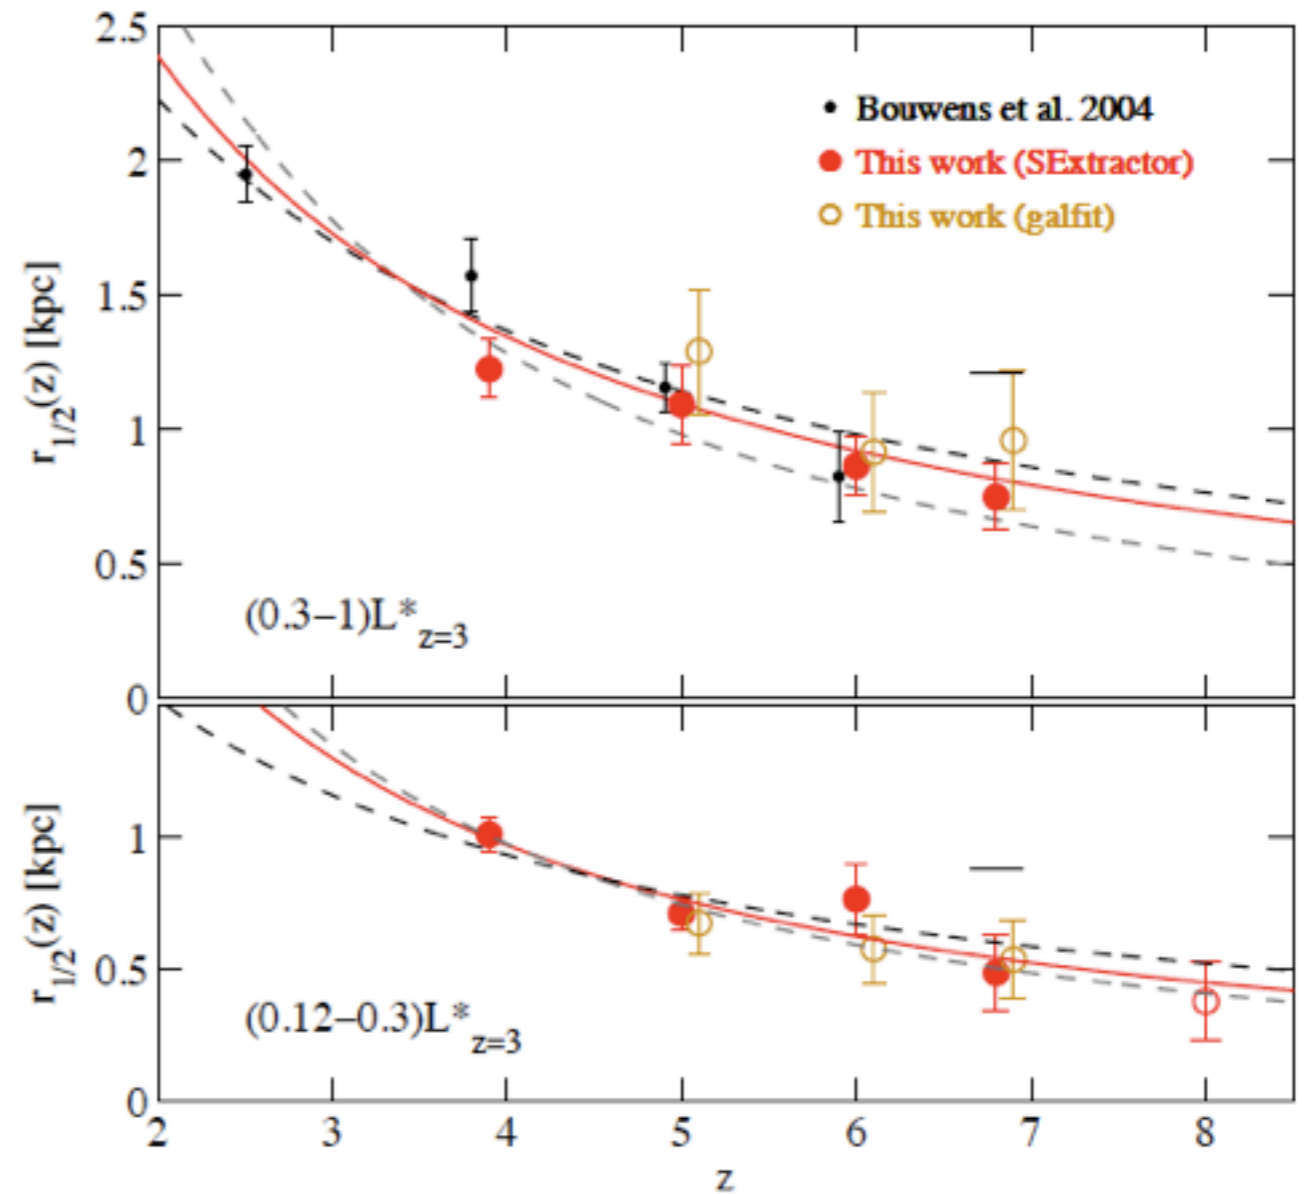 2.5
2
1.5
1
0.5
0
r1/2(z) [kpc]
Bouwens et al. 2004
This work (SExtractor)
This work (galfit)
(0.3−1)L*z=3
1
0.5
0
r1/2(z) [kpc]
(0.12−0.3)L*z=3
2 3 4 5 6 7 8
z